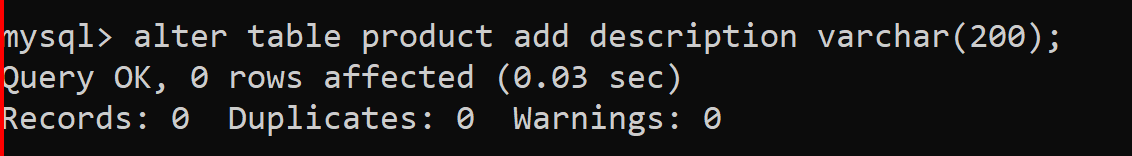 mysql> alter table product add description varchar(200);
Query OK, 0 rows affected (0.03 sec)
Records: 0  Duplicates: 0  Warnings: 0